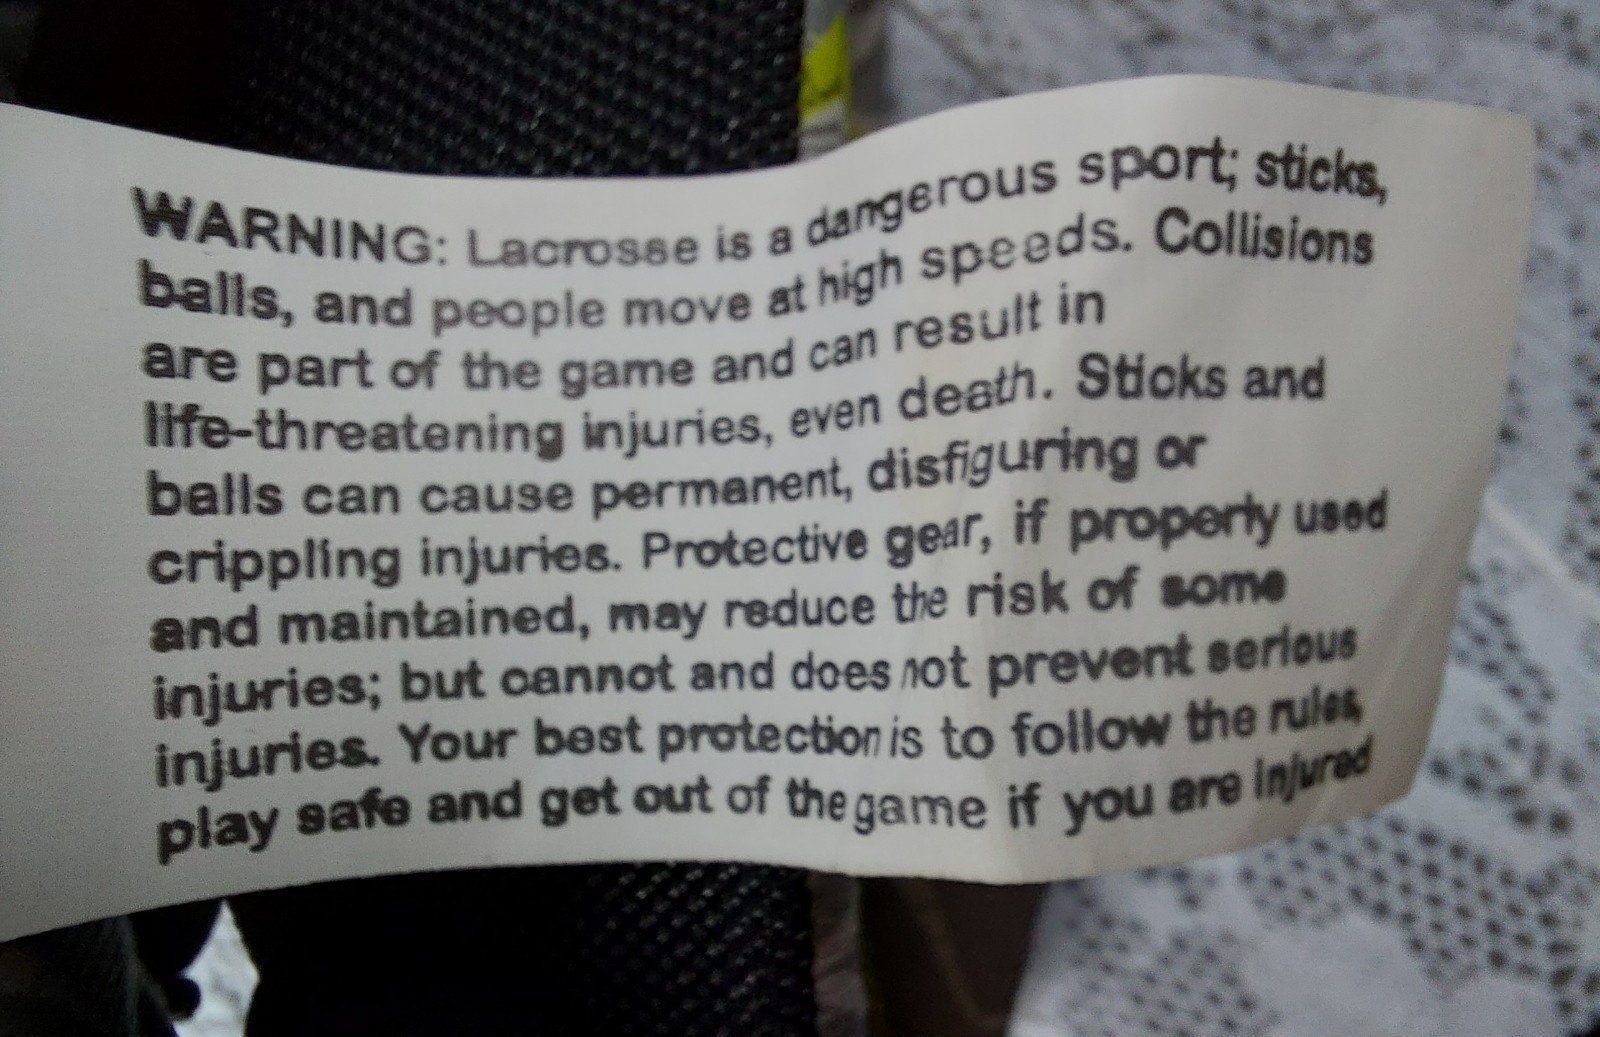 WARNING: Lacrosse is a dangerous sport; sticks,
balls, and people move at high speeds. Collisions
are part of the game and can result in
life-threatening injuries, even death. Sticks and
balls can cause permanent, disfiguring or
crippling injuries. Protective gear, if properly used
and maintained, may reduce the risk of some
injuries; but cannot and does not prevent serious
injuries. Your best protection is to follow the rules,
play safe and get out of the game if you are injured